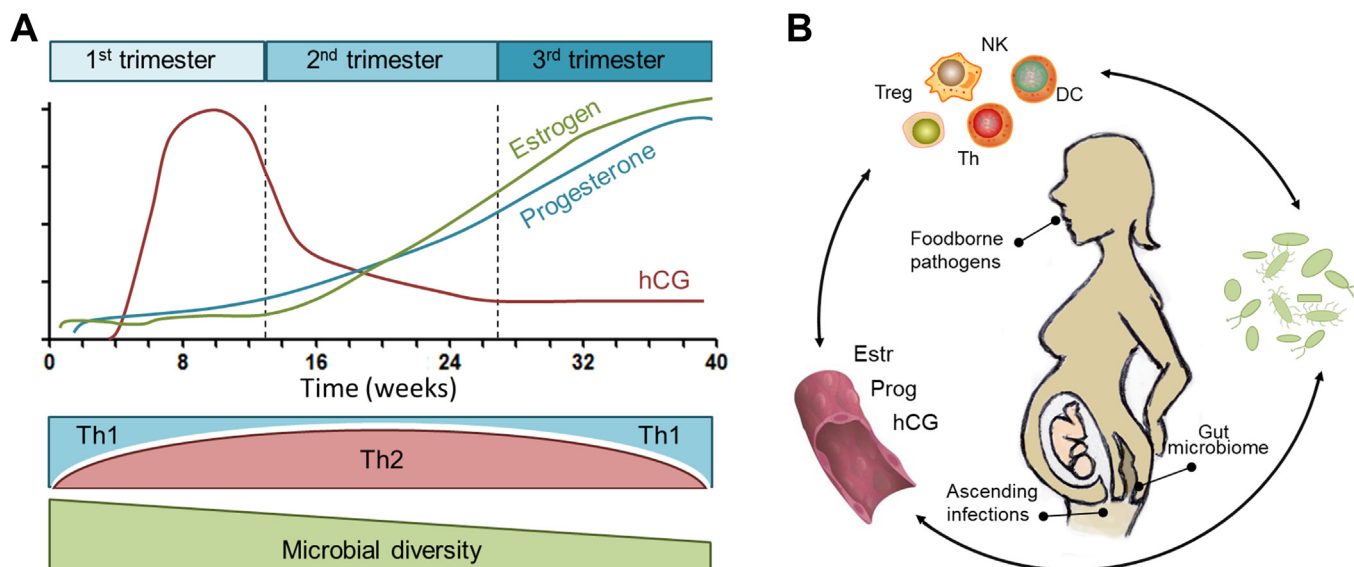 A
1st trimester
2nd trimester
3rd trimester
Estrogen
Progesterone
hCG
0
8
16
24
32
40
Time (weeks)
Th1
Th1
Th2
Microbial diversity
B
NK
Treg
DC
Th
Foodborne
pathogens
Estr
Prog
hCG
Gut
microbiome
Ascending
infections